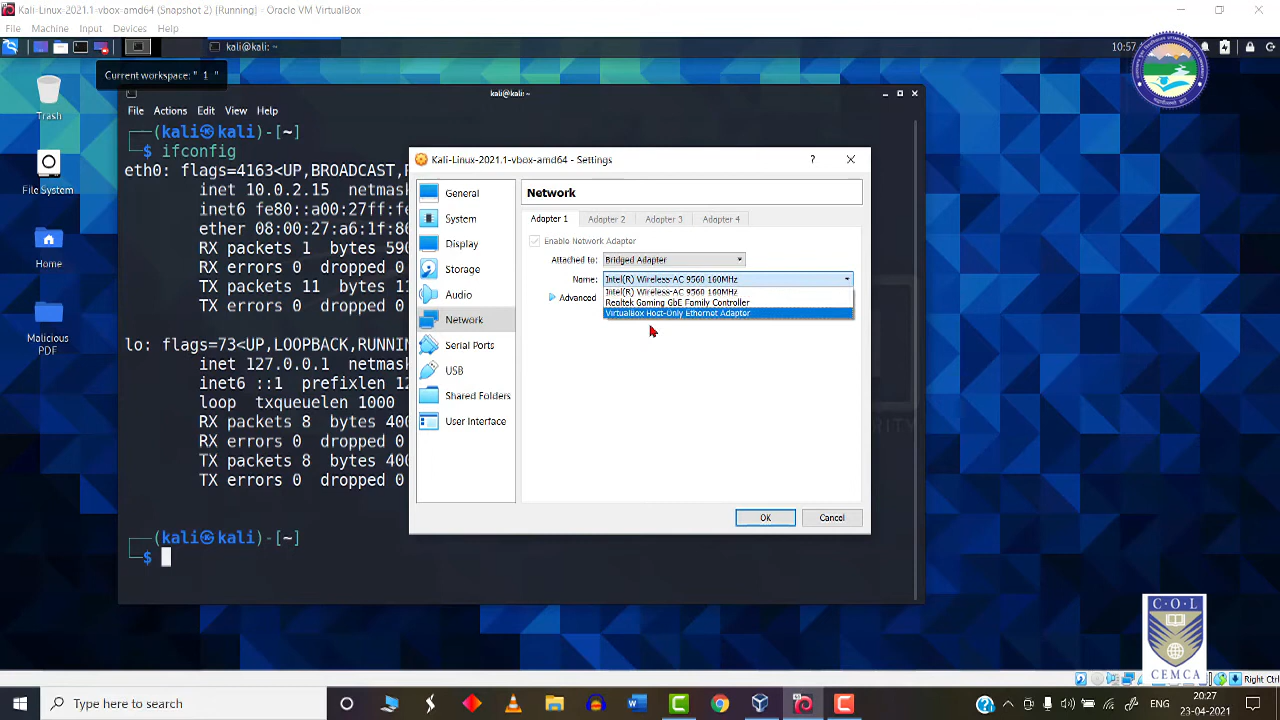 Kali-Linux-2021.1-vbox-amd64 (Snapshot 2) [Running] - Oracle VM VirtualBox
File Machine Input Devices Help
kali@kali: ~
10:57
Current workspace: " 1 "
kali@kali: ~
File Actions Edit View Help
Trash
File System
Home
Malicious
PDF
┌──(kali㉿kali)-[~]
└─$ ifconfig
eth0: flags=4163<UP,BROADCAST,R
inet 10.0.2.15 netmask
inet6 fe80::a00:27ff:fe
ether 08:00:27:a6:1f:8
RX packets 1 bytes 590
RX errors 0 dropped 0
TX packets 11 bytes
TX errors 0 dropped 0
lo: flags=73<UP,LOOPBACK,RUNNIN
inet 127.0.0.1 netmask
inet6 ::1 prefixlen 12
loop txqueuelen 1000
RX packets 8 bytes 400
RX errors 0 dropped 0
TX packets 8 bytes 400
TX errors 0 dropped 0
┌──(kali㉿kali)-[~]
└─$
Kali-Linux-2021.1-vbox-amd64 - Settings
General
System
Display
Storage
Audio
Network
Serial Ports
USB
Shared Folders
User Interface
Network
Adapter 1 Adapter 2 Adapter 3 Adapter 4
Enable Network Adapter
Attached to: Bridged Adapter
Name: Intel(R) Wireless-AC 9560 160MHz
Intel(R) Wireless-AC 9560 160MHz
Advanced
Realtek Gaming GbE Family Controller
VirtualBox Host-Only Ethernet Adapter
OK Cancel
C·O·L
CEMCA
Right Ctrl
Type here to search
ENG
20:27
23-04-2021